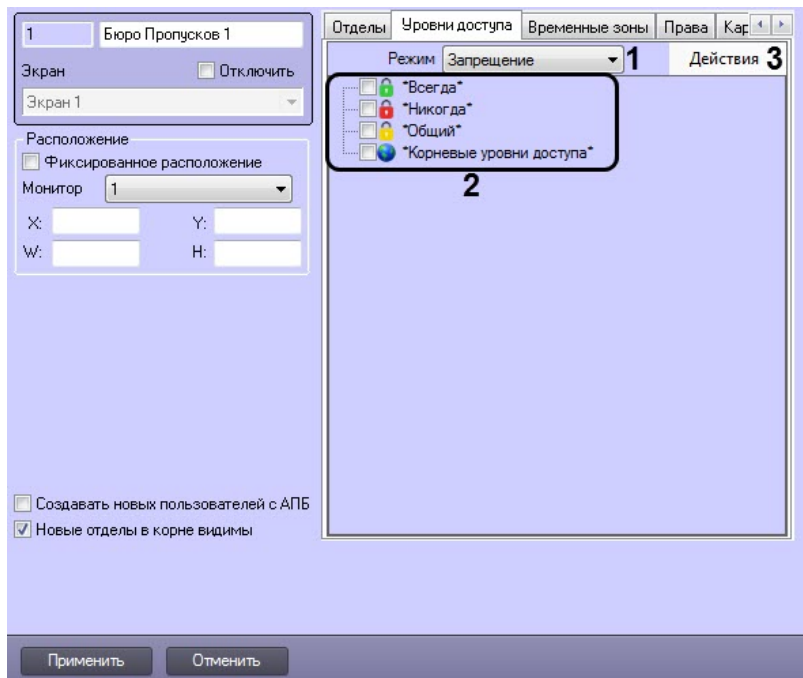 1 Бюро Пропусков 1
Экран Отключить
Экран 1
Расположение
Фиксированное расположение
Монитор 1
X: Y:
W: H:
Создавать новых пользователей с АПБ
Новые отделы в корне видимы
Отделы Уровни доступа Временные зоны Права Кар
Режим Запрещение 1 Действия 3
*Всегда*
*Никогда*
*Общий*
*Корневые уровни доступа*
2
Применить Отменить